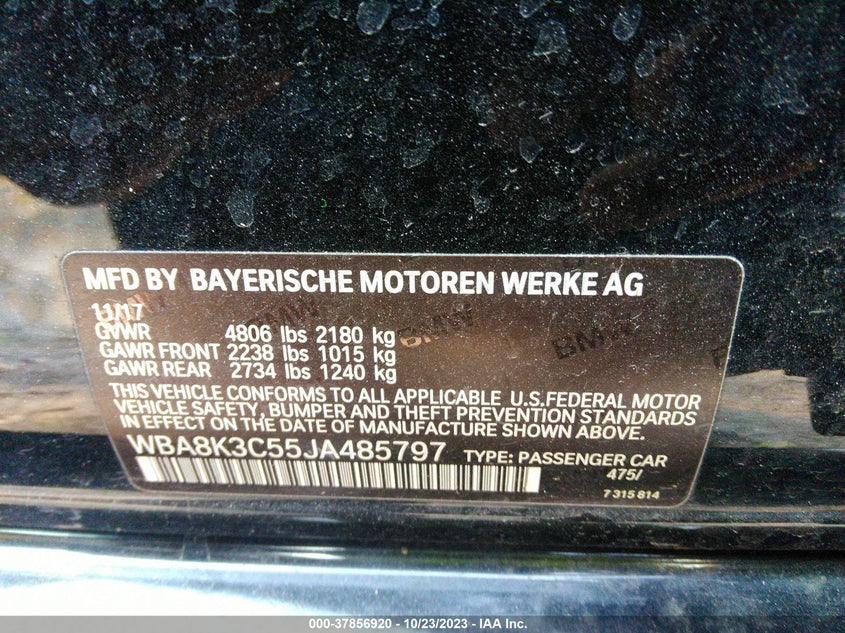 MFD BY BAYERISCHE MOTOREN WERKE AG
11/17
GVWR 4806 lbs 2180 kg
GAWR FRONT 2238 lbs 1015 kg
GAWR REAR 2734 lbs 1240 kg
THIS VEHICLE CONFORMS TO ALL APPLICABLE U.S.FEDERAL MOTOR
VEHICLE SAFETY, BUMPER AND THEFT PREVENTION STANDARDS
IN EFFECT ON THE DATE OF MANUFACTURE SHOWN ABOVE.
WBA8K3C55JA485797 TYPE: PASSENGER CAR
475/
7 315 814
BMW BMW BMW
000-37856920 - 10/23/2023 - IAA Inc.